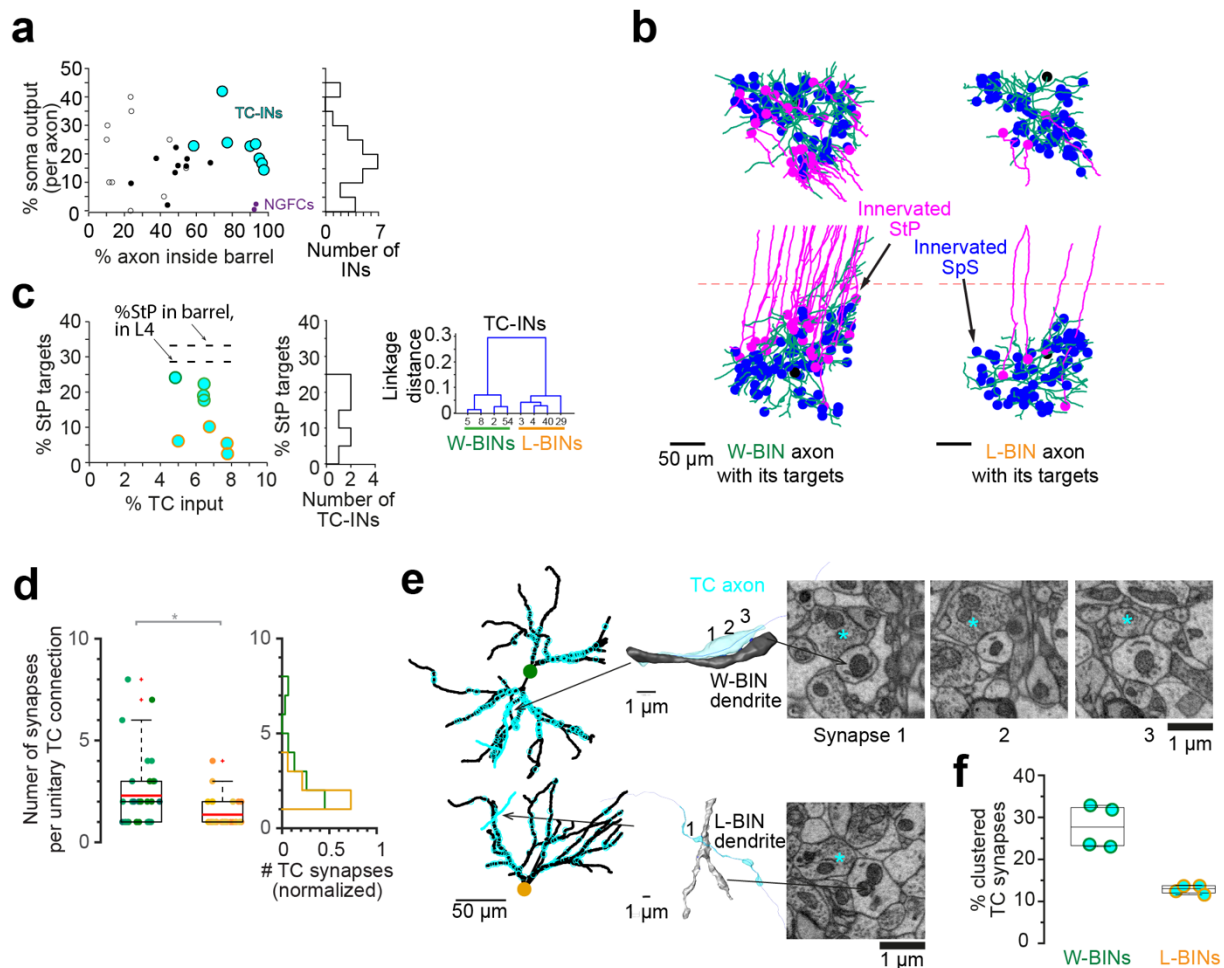 a
% soma output
(per axon)
50
40
30
20
10
0
TC-INs
NGFCs
20
40
60
80
100
% axon inside barrel
7
Number of
INs
b
Innervated
StP
Innervated
SpS
50 µm
W-BIN axon
with its targets
L-BIN axon
with its targets
c
% StP targets
40
30
20
10
0
%StP in barrel,
in L4
0
2
4
6
8
10
% TC input
% StP targets
40
30
20
10
0
0
2
4
Number of
TC-INs
TC-INs
Linkage
distance
0.3
0.2
0.1
0
5 8 2 54 3 4 40 29
W-BINs
L-BINs
d
Numer of synapses
per unitary TC connection
10
5
0
*
10
5
0
0
0.5
1
# TC synapses
(normalized)
e
TC axon
1 2 3
W-BIN
dendrite
1 µm
* * *
Synapse 1
2
3
1 µm
1
L-BIN
dendrite
1 µm
*
50 µm
1 µm
f
% clustered
TC synapses
40
30
20
10
0
W-BINs
L-BINs